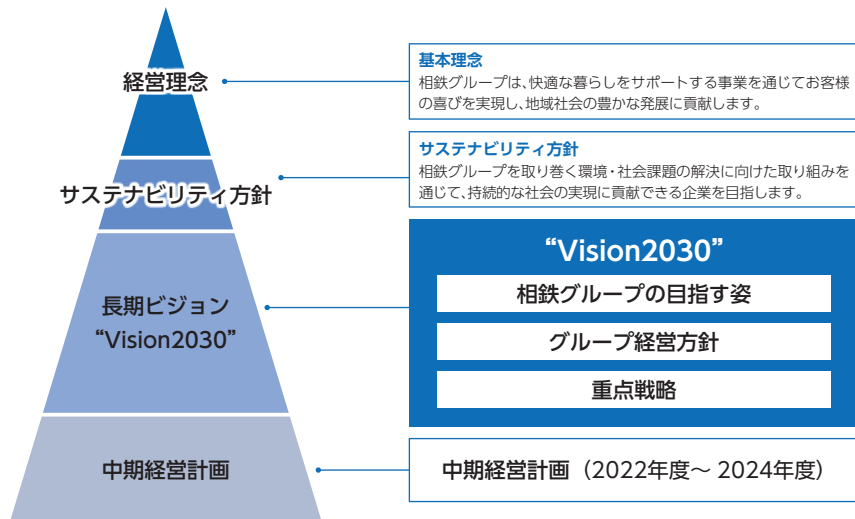 経営理念
基本理念
相鉄グループは、快適な暮らしをサポートする事業を通じてお客様
の喜びを実現し、地域社会の豊かな発展に貢献します。
サステナビリティ方針
サステナビリティ方針
相鉄グループを取り巻く環境・社会課題の解決に向けた取り組みを
通じて、持続的な社会の実現に貢献できる企業を目指します。
長期ビジョン
“Vision2030”
“Vision2030”
相鉄グループの目指す姿
グループ経営方針
重点戦略
中期経営計画
中期経営計画（2022年度～2024年度）